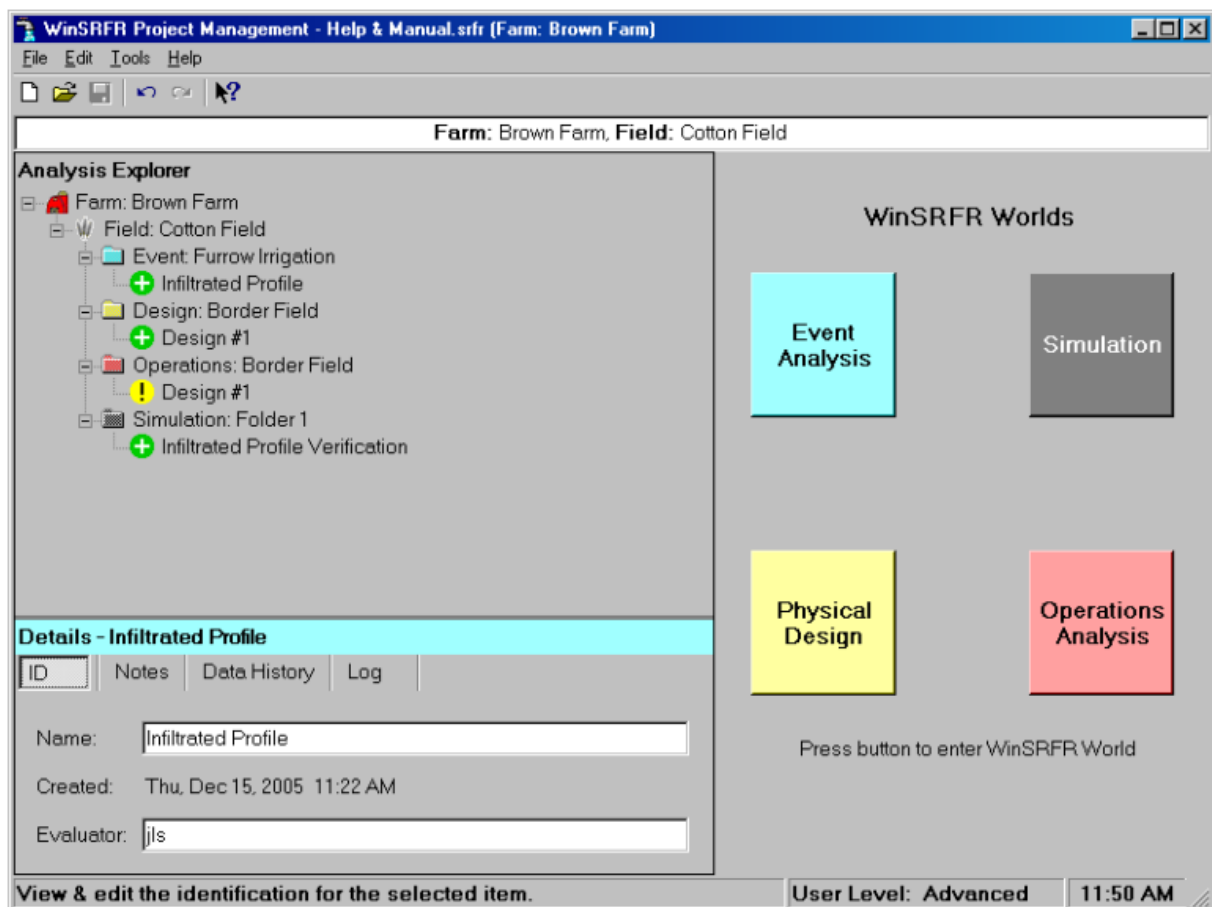 WinSRFR Project Management - Help & Manual.srfr (Farm: Brown Farm)
File Edit Tools Help
Farm: Brown Farm, Field: Cotton Field
Analysis Explorer
Farm: Brown Farm
Field: Cotton Field
Event: Furrow Irrigation
Infiltrated Profile
Design: Border Field
Design #1
Operations: Border Field
Design #1
Simulation: Folder 1
Infiltrated Profile Verification
Details - Infiltrated Profile
ID Notes Data History Log
Name: Infiltrated Profile
Created: Thu, Dec 15, 2005 11:22 AM
Evaluator: jls
WinSRFR Worlds
Event
Analysis
Simulation
Physical
Design
Operations
Analysis
Press button to enter WinSRFR World
View & edit the identification for the selected item.
User Level: Advanced
11:50 AM